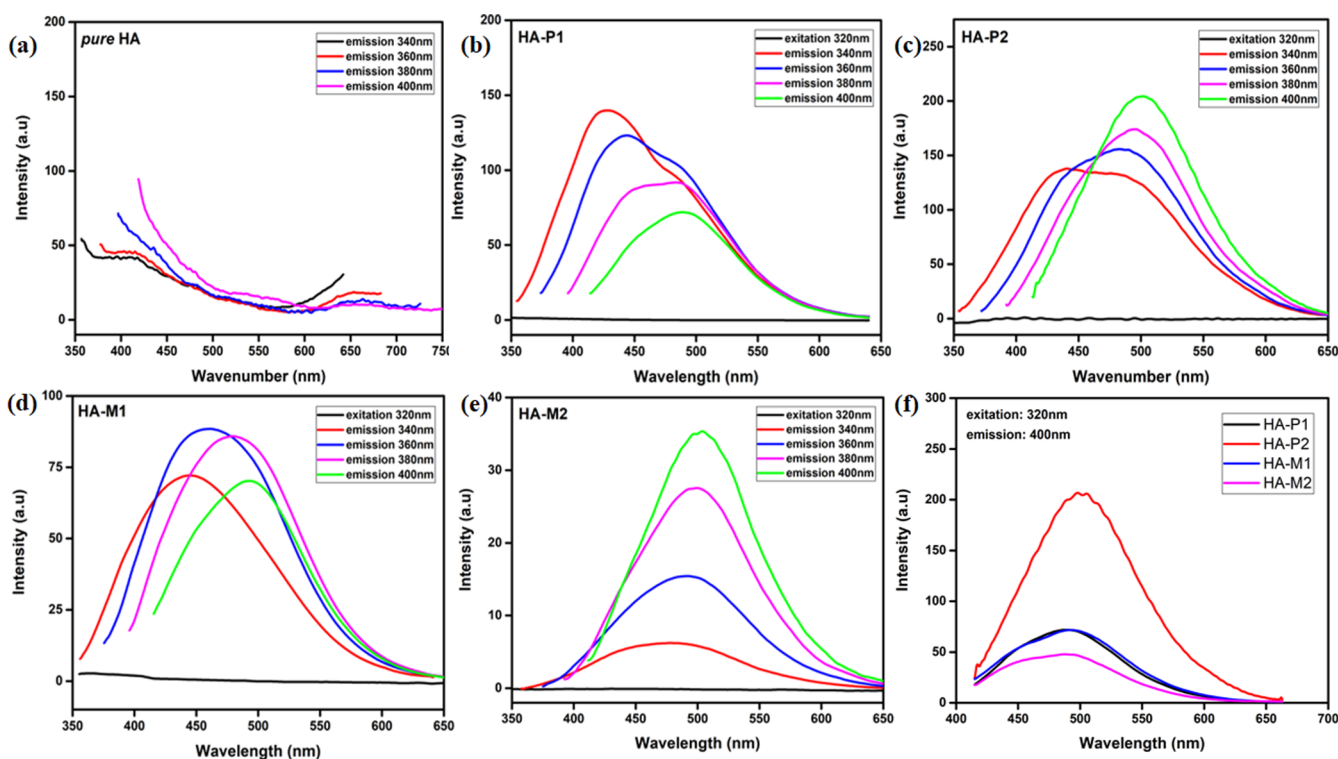 (a)
pure HA
emission 340nm
emission 360nm
emission 380nm
emission 400nm
200
150
100
50
0
350 400 450 500 550 600 650 700 750
Intensity (a.u)
Wavenumber (nm)
(b)
HA-P1
exitation 320nm
emission 340nm
emission 360nm
emission 380nm
emission 400nm
200
150
100
50
0
350 400 450 500 550 600 650
Intensity (a.u)
Wavelength (nm)
(c)
HA-P2
exitation 320nm
emission 340nm
emission 360nm
emission 380nm
emission 400nm
250
200
150
100
50
0
350 400 450 500 550 600 650
Intensity (a.u)
Wavenumber (nm)
(d)
HA-M1
exitation 320nm
emission 340nm
emission 360nm
emission 380nm
emission 400nm
100
75
50
25
0
350 400 450 500 550 600 650
Intensity (a.u)
Wavelength (nm)
(e)
HA-M2
exitation 320nm
emission 340nm
emission 360nm
emission 380nm
emission 400nm
40
30
20
10
0
350 400 450 500 550 600 650
Intensity (a.u)
Wavelength (nm)
(f)
exitation: 320nm
emission: 400nm
HA-P1
HA-P2
HA-M1
HA-M2
300
250
200
150
100
50
0
400 450 500 550 600 650 700
Intensity (a.u)
Wavelength (nm)